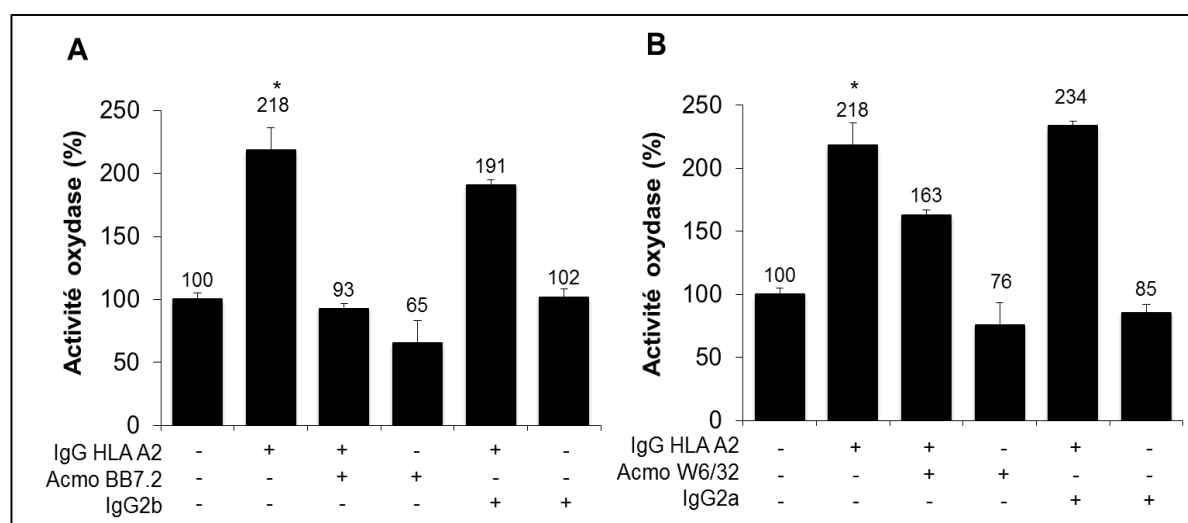 A
*
218
250
200
191
150
100
102
100
93
65
50
0
Activité oxydase (%)
IgG HLA A2 - + + - + -
Acmo BB7.2 - - + + - -
IgG2b - - - - + +
B
*
218
234
250
200
163
150
100
100
76
85
50
0
Activité oxydase (%)
IgG HLA A2 - + + - + -
Acmo W6/32 - - + + - -
IgG2a - - - - + +